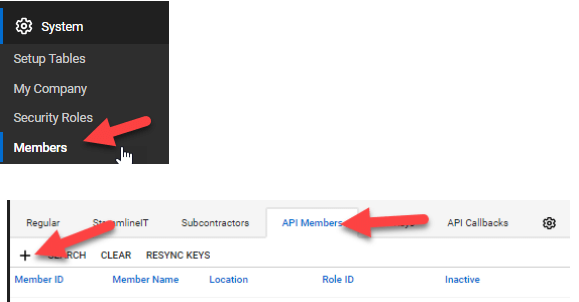 System
Setup Tables
My Company
Security Roles
Members
Regular StreamlineIT Subcontractors API Members API Callbacks
+ SEARCH CLEAR RESYNC KEYS
Member ID Member Name Location Role ID Inactive